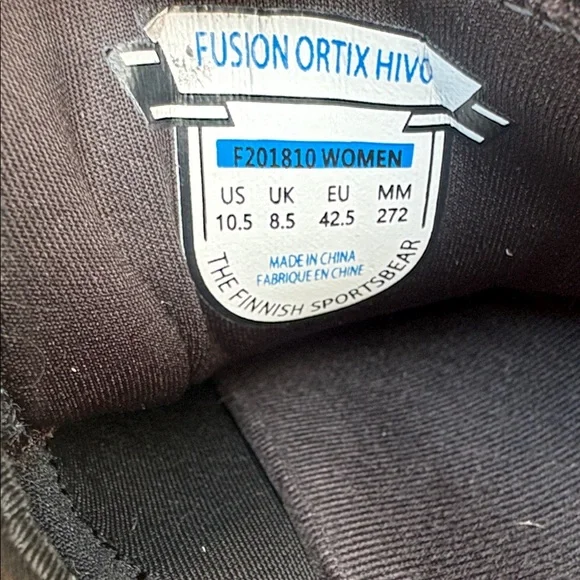 FUSION ORTIX HIVO
F201810 WOMEN
US UK EU MM
10.5 8.5 42.5 272
MADE IN CHINA
FABRIQUE EN CHINE
THE FINNISH SPORTSBEAR